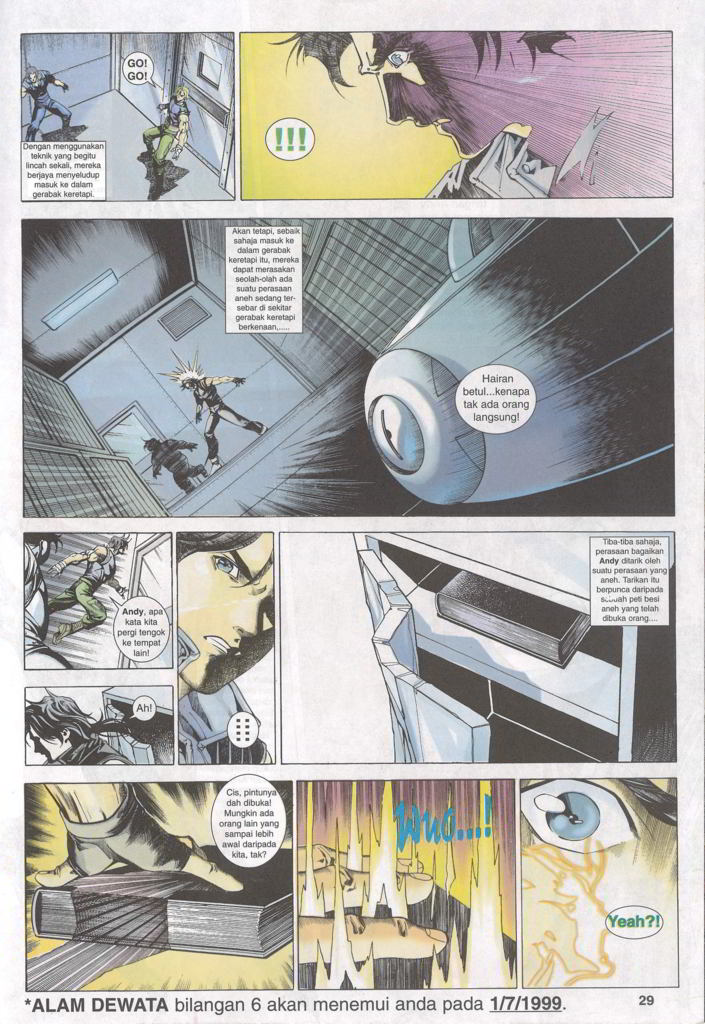 GO!
GO!
Dengan menggunakan
teknik yang begitu
lincah sekali, mereka
berjaya menyeludup
masuk ke dalam
gerabak keretapi.
!!!
Akan tetapi, sebaik
sahaja masuk ke
dalam gerabak
keretapi itu, mereka
dapat merasakan
seolah-olah ada
suatu perasaan
aneh sedang ter-
sebar di sekitar
gerabak keretapi
berkenaan,.....
Hairan
betul...kenapa
tak ada orang
langsung!
Andy, apa
kata kita
pergi tengok
ke tempat
lain!
Ah!
Tiba-tiba sahaja,
perasaan bagaikan
Andy ditarik oleh
suatu perasaan yang
aneh. Tarikan itu
berpunca daripada
sebuah peti besi
aneh yang telah
dibuka orang....
Cis, pintunya
dah dibuka!
Mungkin ada
orang lain yang
sampai lebih
awal daripada
kita, tak?
WUO...!
Yeah?!
*ALAM DEWATA bilangan 6 akan menemui anda pada 1/7/1999.
29